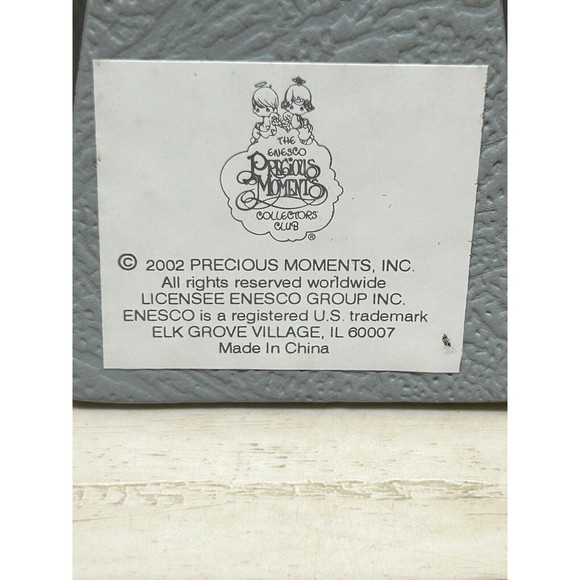 THE
ENESCO
PRECIOUS
MOMENTS
COLLECTORS'
CLUB ®
© 2002 PRECIOUS MOMENTS, INC.
All rights reserved worldwide
LICENSEE ENESCO GROUP INC.
ENESCO is a registered U.S. trademark
ELK GROVE VILLAGE, IL 60007
Made In China